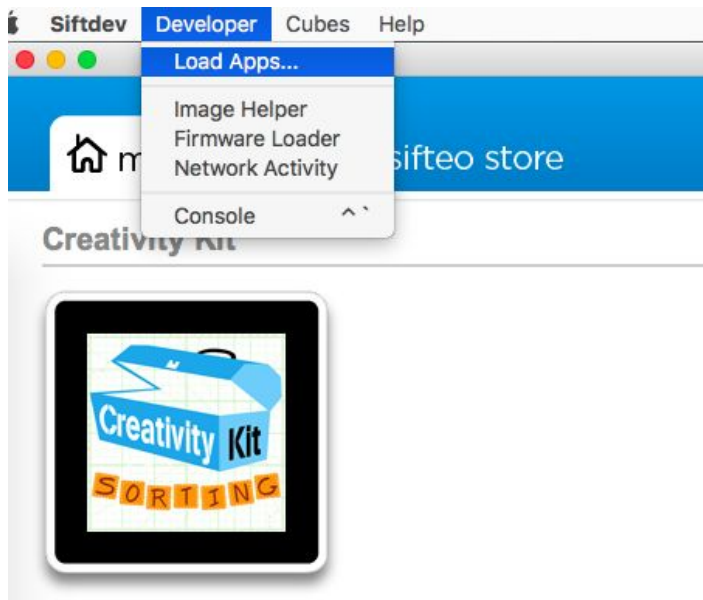 Siftdev Developer Cubes Help
Load Apps...
Image Helper
Firmware Loader
Network Activity
Console ^ `
m
sifteo store
Creativity Kit
Creativity Kit
SORTING